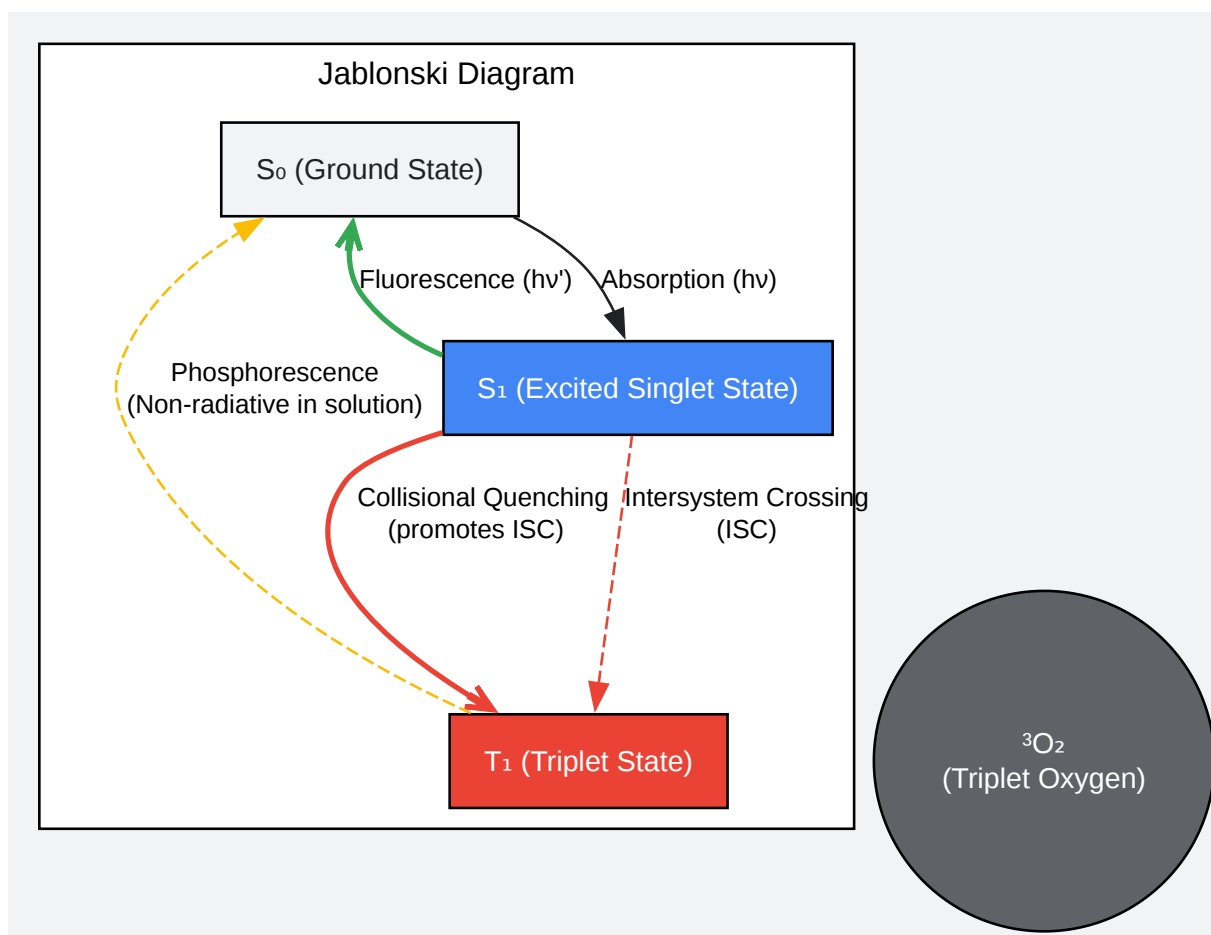 Jablonski Diagram
S₀ (Ground State)
Fluorescence (hν')
Absorption (hν)
Phosphorescence
(Non-radiative in solution)
S₁ (Excited Singlet State)
Collisional Quenching
(promotes ISC)
Intersystem Crossing
(ISC)
T₁ (Triplet State)
³O₂
(Triplet Oxygen)